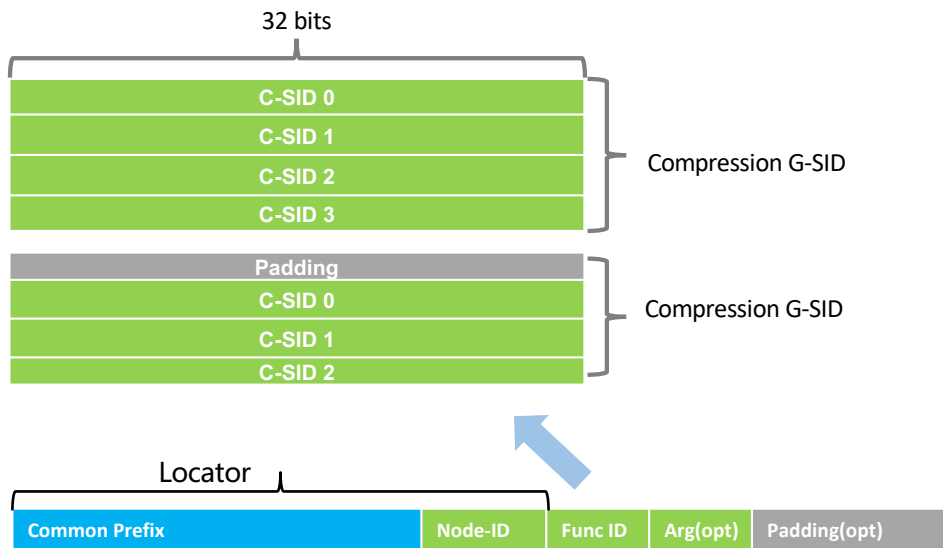 32 bits
C-SID 0
C-SID 1
C-SID 2
C-SID 3
Compression G-SID
Padding
C-SID 0
C-SID 1
C-SID 2
Compression G-SID
Locator
Common Prefix Node-ID Func ID Arg(opt) Padding(opt)